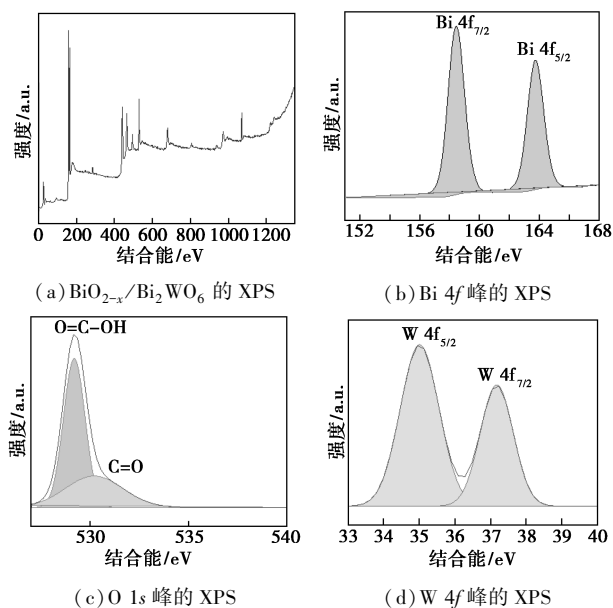 强度/a.u.
0 200 400 600 800 1000 1200
结合能/eV
(a)BiO₂₋ₓ/Bi₂WO₆ 的 XPS
强度/a.u.
Bi 4f₇/₂
Bi 4f₅/₂
152 156 160 164 168
结合能/eV
(b)Bi 4f 峰的 XPS
强度/a.u.
O=C-OH
C=O
530 535 540
结合能/eV
(c)O 1s 峰的 XPS
强度/a.u.
W 4f₅/₂
W 4f₇/₂
33 34 35 36 37 38 39 40
结合能/eV
(d)W 4f 峰的 XPS